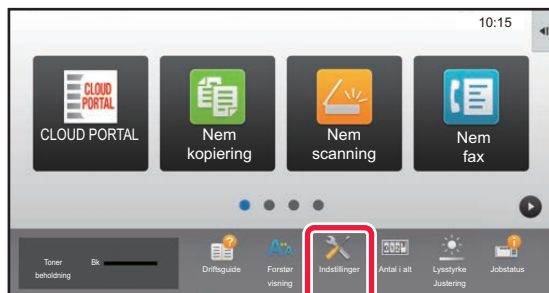 10:15
CLOUD
PORTAL
CLOUD PORTAL
Nem
kopiering
Nem
scanning
Nem
fax
Toner
beholdning
Bk
Driftsguide
Forstør
visning
Indstillinger
Antal i alt
Lysstyrke
Justering
Jobstatus